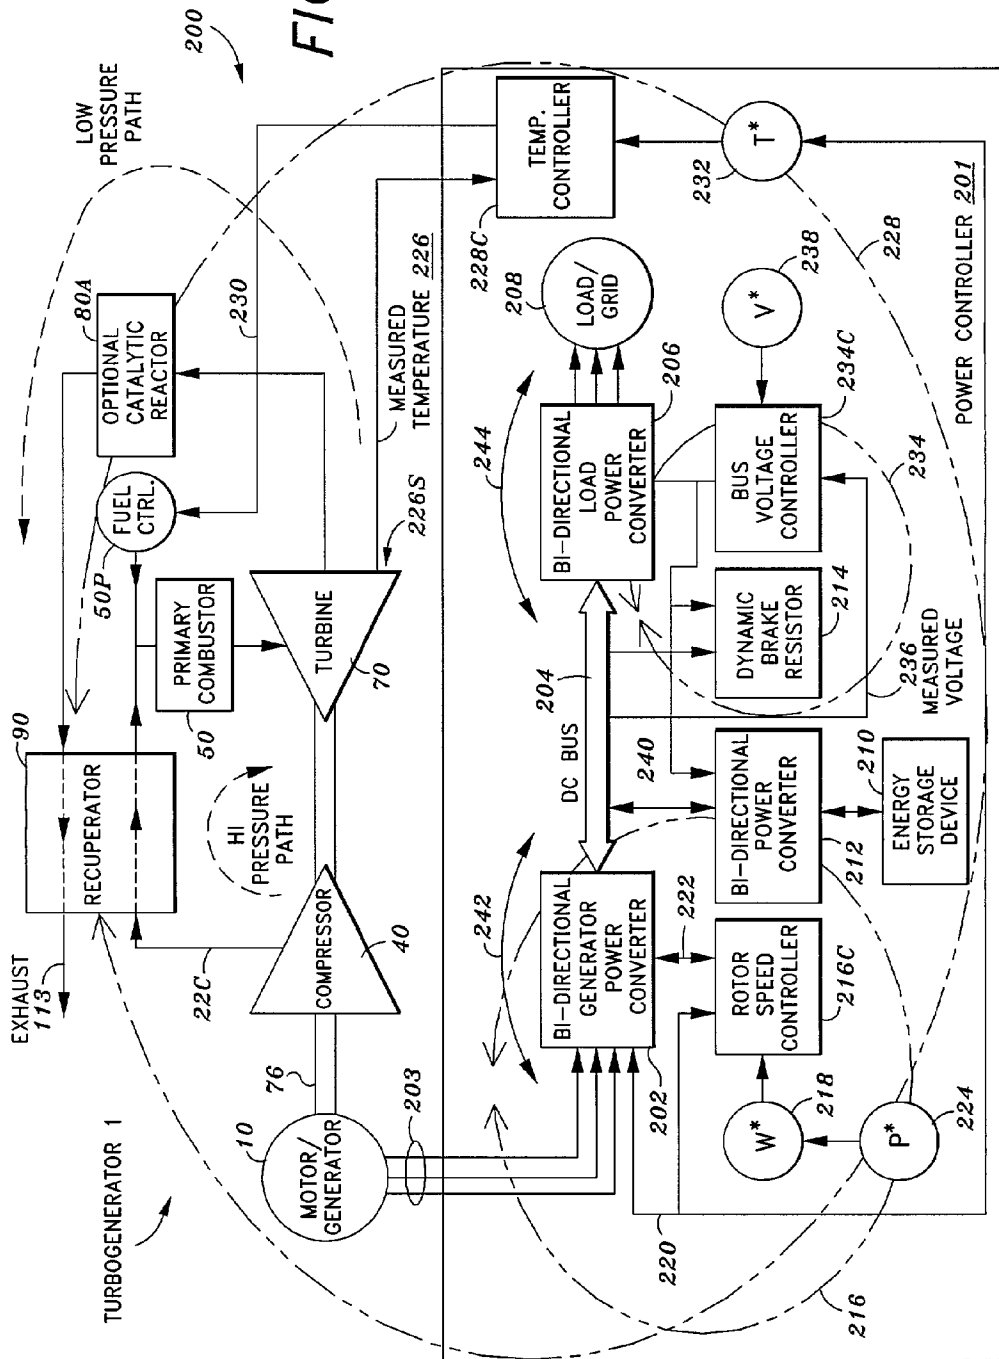 FIG
200
LOW
PRESSURE
PATH
TURBOGENERATOR 1
EXHAUST
113
90
RECUPERATOR
22C
HI
PRESSURE
PATH
50P
FUEL
CTRL.
80A
OPTIONAL
CATALYTIC
REACTOR
230
PRIMARY
COMBUSTOR
50
10
MOTOR/
GENERATOR
76
203
COMPRESSOR
40
TURBINE
70
226S
MEASURED
TEMPERATURE 226
228C
TEMP.
CONTROLLER
242
202
BI-DIRECTIONAL
GENERATOR
POWER
CONVERTER
DC BUS
204
244
BI-DIRECTIONAL
LOAD
POWER
CONVERTER
206
208
LOAD/
GRID
232
T*
240
222
W*
218
ROTOR
SPEED
CONTROLLER
216C
BI-DIRECTIONAL
POWER
CONVERTER
212
DYNAMIC
BRAKE
RESISTOR
214
BUS
VOLTAGE
CONTROLLER
234C
V*
238
220
P*
224
210
ENERGY
STORAGE
DEVICE
236
MEASURED
VOLTAGE
234
228
216
POWER CONTROLLER 201